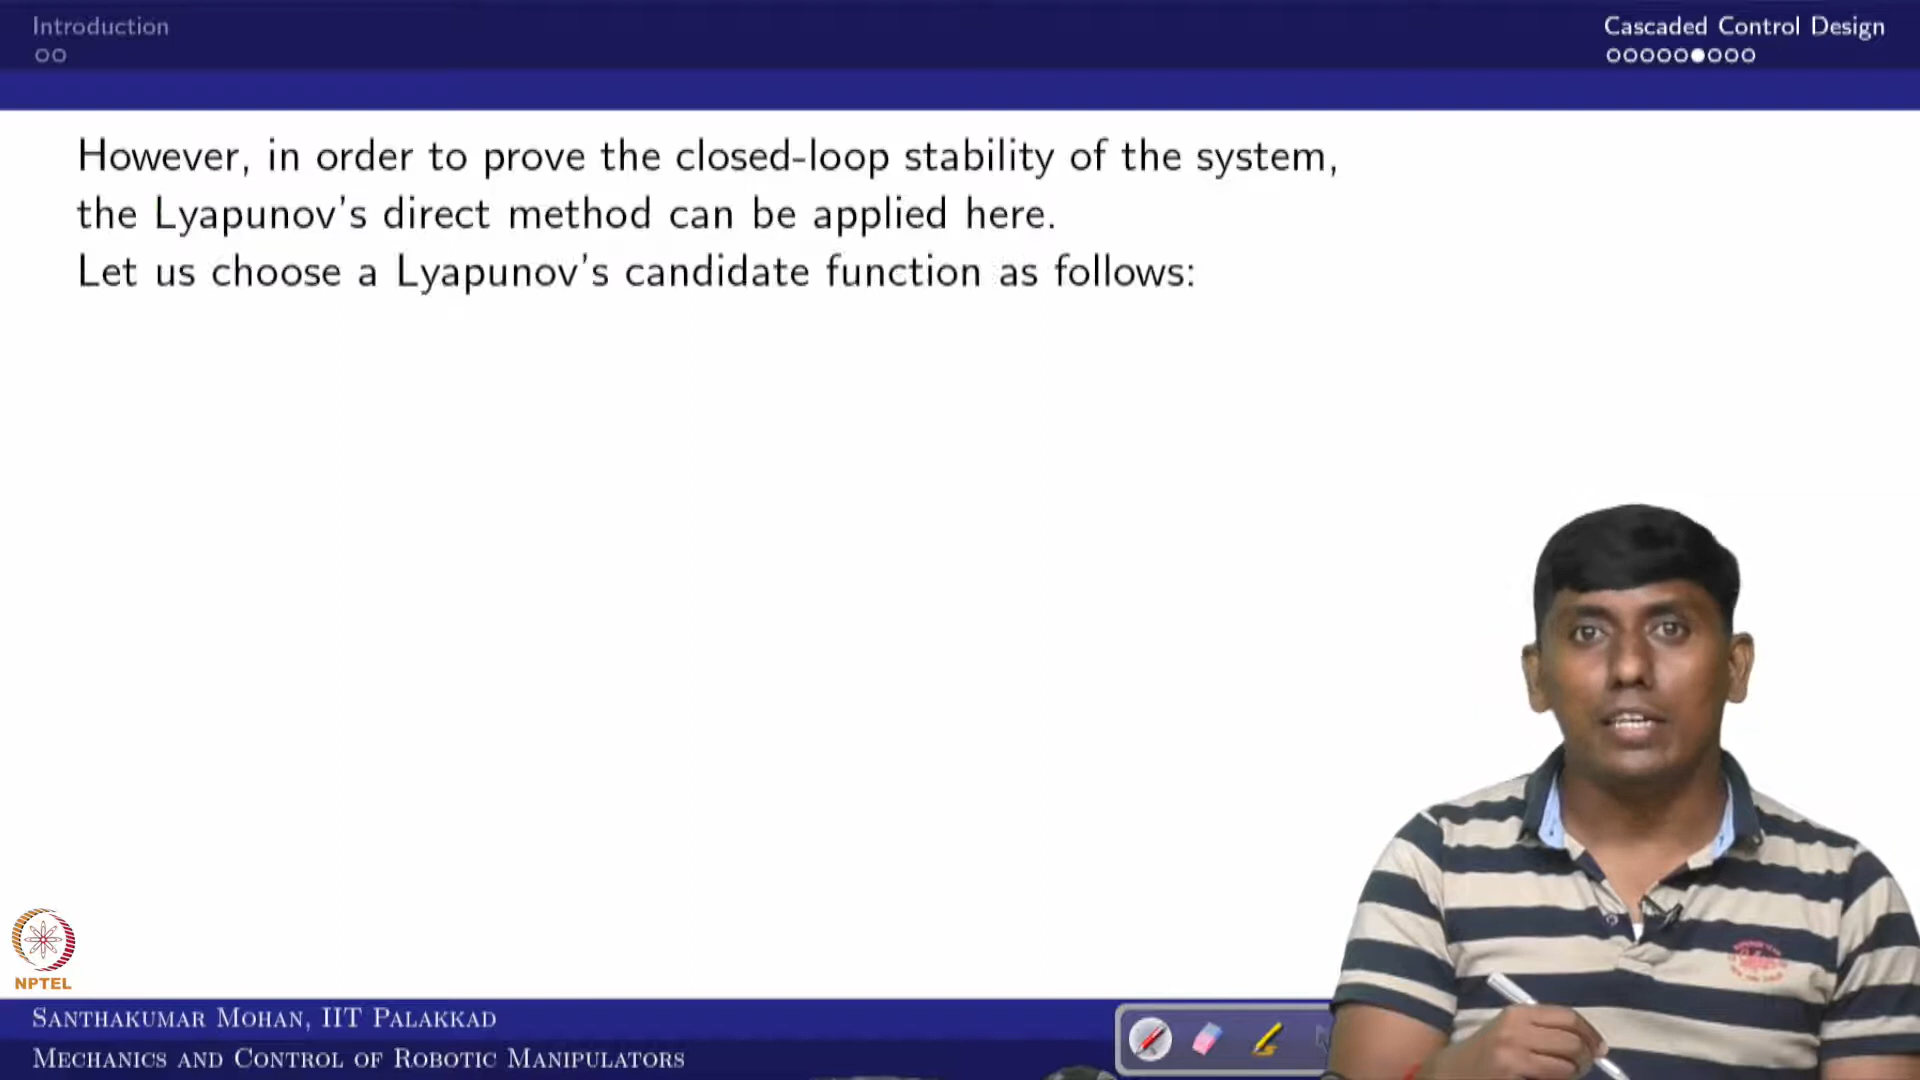 Introduction
Cascaded Control Design
However, in order to prove the closed-loop stability of the system,
the Lyapunov's direct method can be applied here.
Let us choose a Lyapunov's candidate function as follows:
NPTEL
Santhakumar Mohan, IIT Palakkad
Mechanics and Control of Robotic Manipulators